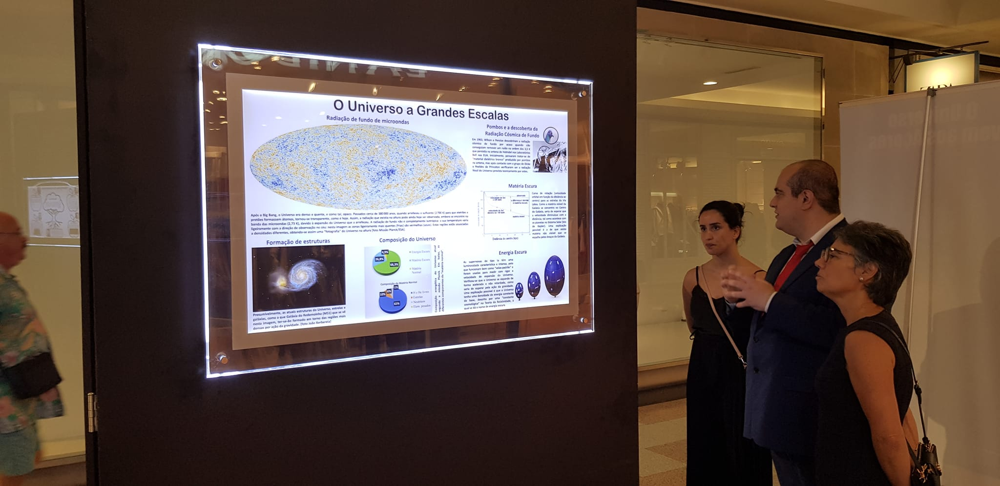 O Universo a Grandes Escalas
Radiação de fundo de microondas
Após o Big Bang, o Universo era denso e quente, e como tal, opaco. Passados cerca de 380 000 anos, quando arrefeceu o suficiente (2 700 K) para que eletrões e
protões formassem átomos, tornou-se transparente, como é hoje. Assim, a radiação que existia na altura pode ainda hoje ser observada, embora se encontre na
banda das microondas (2,73 K), devido à expansão do Universo que a arrefeceu. A radiação de fundo não é completamente isotrópica: a sua temperatura varia
ligeiramente com a direção de observação no céu: nesta imagem as zonas ligeiramente mais quentes (frias) são vermelhas (azuis). Estas regiões estão associadas
a densidades diferentes, obtendo-se assim uma "fotografia" do Universo na altura [foto Missão Planck/ESA].
Pombos e a descoberta da
Radiação Cósmica de Fundo
Em 1963, Wilson e Penzias descobriram a radiação
cósmica de fundo por acaso quando não
conseguiam remover um ruído na ordem dos 3,5 K
que persistia na antena de Holmdel nos Laboratórios
Bell nos EUA. Inicialmente, pensaram tratar-se de
"material dielétrico branco" produzido por pombos
na antena, mas após contacto com o grupo de Dicke
e Peebles de Princeton verificaram ser a radiação
fóssil do Universo prevista teoricamente por estes.
Matéria Escura
observado
velocidade do Sol
é 220 km/s
a diferença é devida
à matéria escura
velocidade do Sol
deveria ser 160 km/s
matéria visível
Distância do centro (kpc)
Curva de rotação (velocidade
orbital em função da distância ao
centro) para as estrelas da Via
Láctea. Como a matéria visível da
Galáxia se concentra no Centro
da Galáxia, seria de esperar que
a velocidade diminuísse com a
distância, tal como acontece com
os planetas no Sistema Solar (leis
de Kepler). Uma explicação
possível é a de que exista
matéria não visível que se
espalha pelos braços da Galáxia.
Formação de estruturas
Presumivelmente, as atuais estruturas do Universo, estrelas e
galáxias, como a que Galáxia do Redemoinho (M51) que se vê
nesta imagem, ter-se-ão formado em torno das regiões mais
densas por ação da gravidade. [foto João Barbereia]
Composição do Universo
4,9%
26,8%
68,3%
Energia Escura
Matéria Escura
Matéria
Normal
Composição da Matéria Normal
1%
6%
10%
83%
H e He livres
Estrelas
Neutrinos
Elem. pesados
Composição energética do Universo atual
segundo a missão Planck. Em baixo, as
diferentes componentes da "matéria normal".
Energia Escura
As supernovas do tipo Ia têm uma
luminosidade característica e intensa, pelo
que funcionam bem como "velas-padrão" e
foram usadas para medir com rigor a
velocidade de expansão do Universo.
Verificou-se que o Universo se expande de
forma acelerada e não retardada, como
seria de esperar pela ação da gravidade.
Uma explicação possível é que o Universo
tenha uma densidade de energia constante
de base, descrito por uma "constante
cosmológica" na Teoria da Relatividade, à
qual se dá o nome de energia escura.